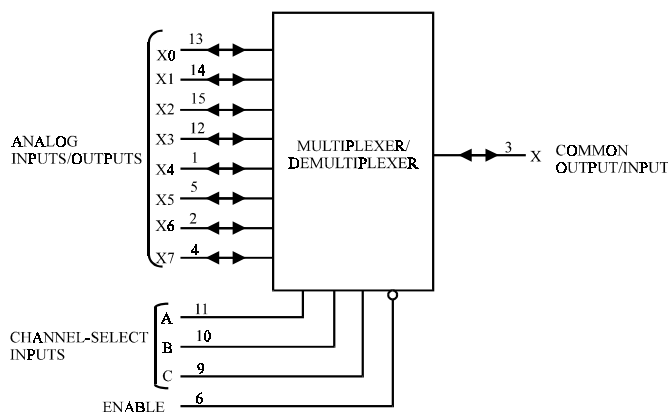 X0 13
X1 14
X2 15
X3 12
X4 1
X5 5
X6 2
X7 4
ANALOG
INPUTS/OUTPUTS
MULTIPLEXER/
DEMULTIPLEXER
3 X
COMMON
OUTPUT/INPUT
CHANNEL-SELECT
INPUTS
A 11
B 10
C 9
ENABLE 6